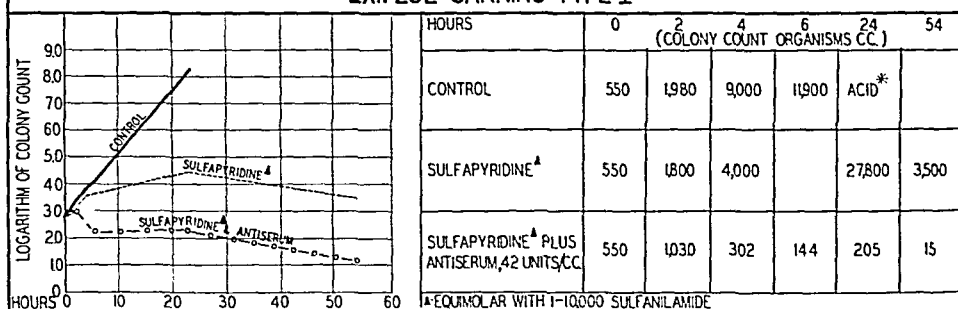 LOGARITHM OF COLONY COUNT
9.0
8.0
7.0
6.0
5.0
4.0
3.0
2.0
1.0
0
CONTROL
SULFAPYRIDINE▲
SULFAPYRIDINE▲ & ANTISERUM
HOURS 0 10 20 30 40 50 60
HOURS 0 2 4 6 24 54
(COLONY COUNT ORGANISMS CC.)
CONTROL 550 1,980 9,000 11,900 ACID*
SULFAPYRIDINE▲ 550 1,800 4,000 27,800 3,500
SULFAPYRIDINE▲ PLUS
ANTISERUM, 42 UNITS/CC. 550 1,030 302 144 205 15
▲-EQUIMOLAR WITH 1-10,000 SULFANILAMIDE